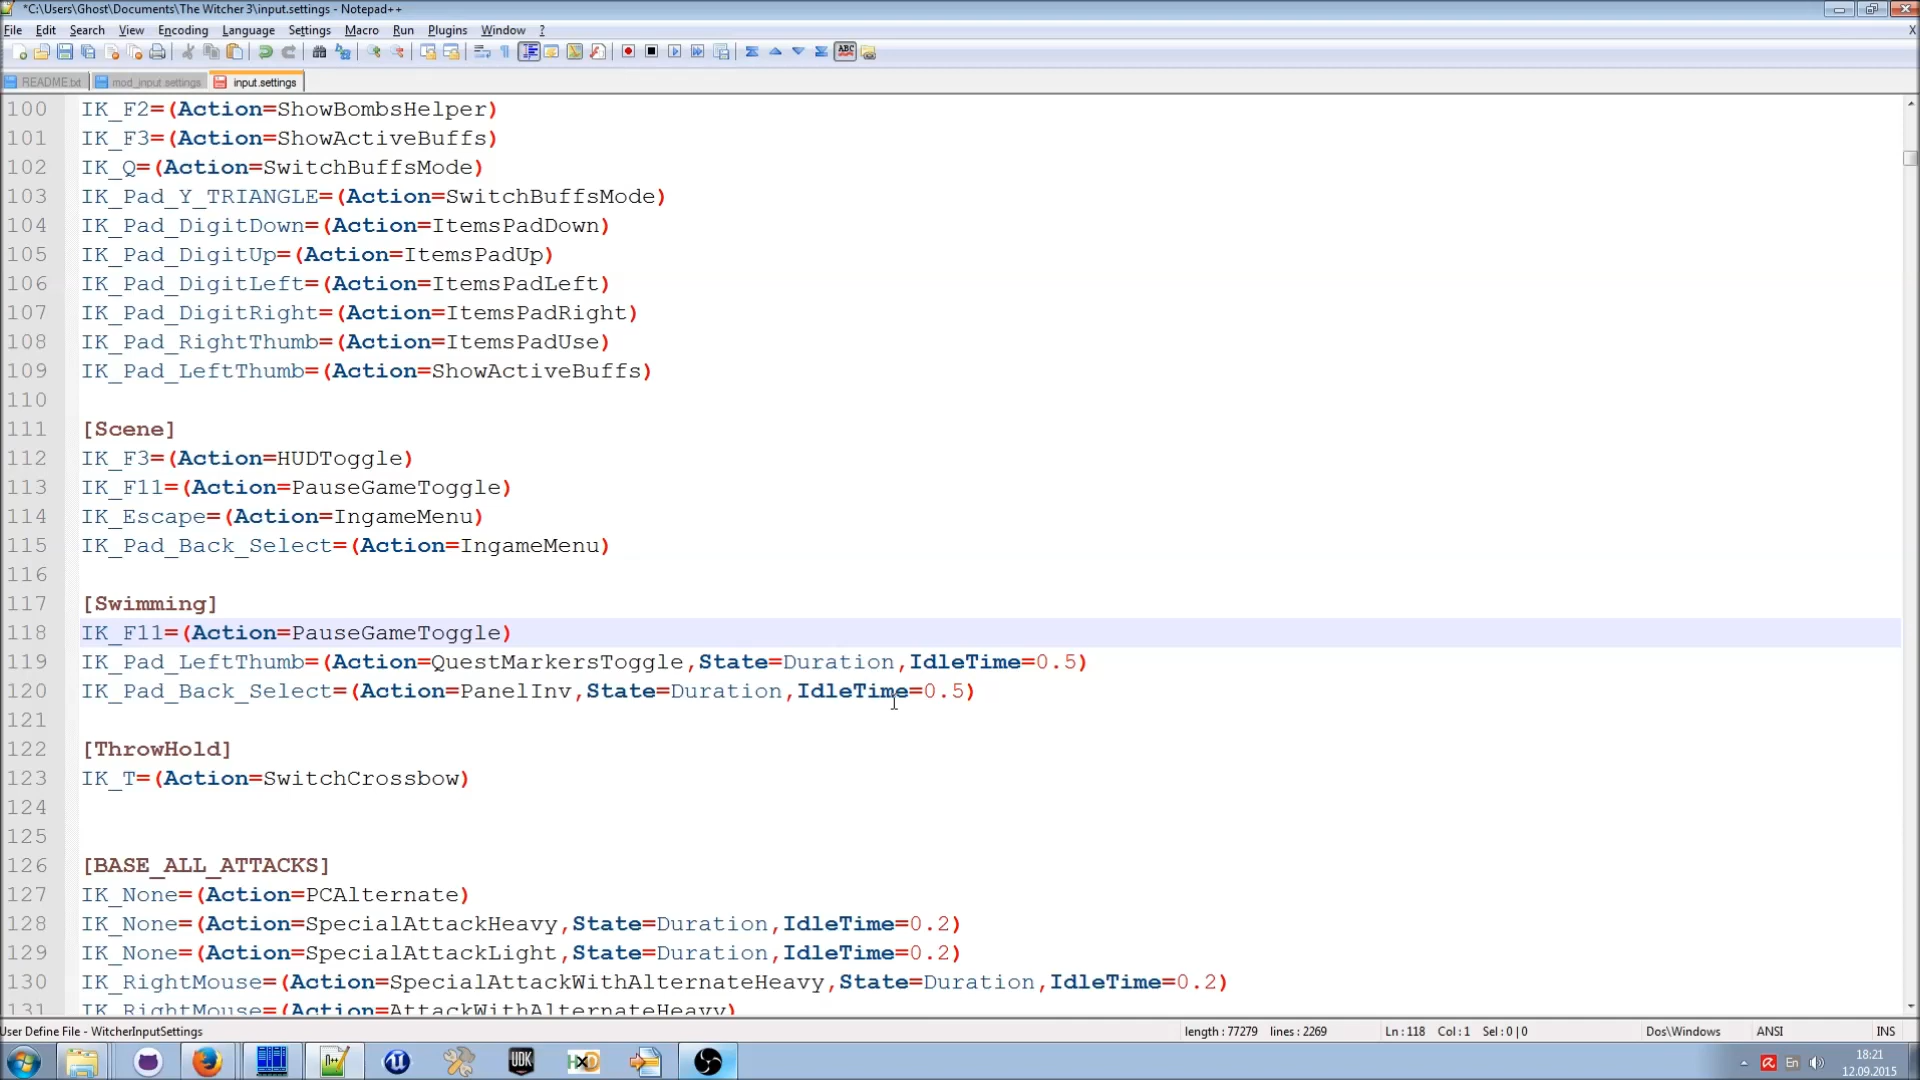 *C:\Users\Ghost\Documents\The Witcher 3\input.settings - Notepad++
File Edit Search View Encoding Language Settings Macro Run Plugins Window ? X
README.txt mod_input.settings input.settings
100 IK_F2=(Action=ShowBombsHelper)
101 IK_F3=(Action=ShowActiveBuffs)
102 IK_Q=(Action=SwitchBuffsMode)
103 IK_Pad_Y_TRIANGLE=(Action=SwitchBuffsMode)
104 IK_Pad_DigitDown=(Action=ItemsPadDown)
105 IK_Pad_DigitUp=(Action=ItemsPadUp)
106 IK_Pad_DigitLeft=(Action=ItemsPadLeft)
107 IK_Pad_DigitRight=(Action=ItemsPadRight)
108 IK_Pad_RightThumb=(Action=ItemsPadUse)
109 IK_Pad_LeftThumb=(Action=ShowActiveBuffs)
110
111 [Scene]
112 IK_F3=(Action=HUDToggle)
113 IK_F11=(Action=PauseGameToggle)
114 IK_Escape=(Action=IngameMenu)
115 IK_Pad_Back_Select=(Action=IngameMenu)
116
117 [Swimming]
118 IK_F11=(Action=PauseGameToggle)
119 IK_Pad_LeftThumb=(Action=QuestMarkersToggle,State=Duration,IdleTime=0.5)
120 IK_Pad_Back_Select=(Action=PanelInv,State=Duration,IdleTime=0.5)
121
122 [ThrowHold]
123 IK_T=(Action=SwitchCrossbow)
124
125
126 [BASE_ALL_ATTACKS]
127 IK_None=(Action=PCAlternate)
128 IK_None=(Action=SpecialAttackHeavy,State=Duration,IdleTime=0.2)
129 IK_None=(Action=SpecialAttackLight,State=Duration,IdleTime=0.2)
130 IK_RightMouse=(Action=SpecialAttackWithAlternateHeavy,State=Duration,IdleTime=0.2)
131 IK_RightMouse=(Action=AttackWithAlternateHeavy)
User Define File - WitcherInputSettings length : 77279 lines : 2269 Ln : 118 Col : 1 Sel : 0 | 0 Dos\Windows ANSI INS
UDK HxD En 18:21
12.09.2015